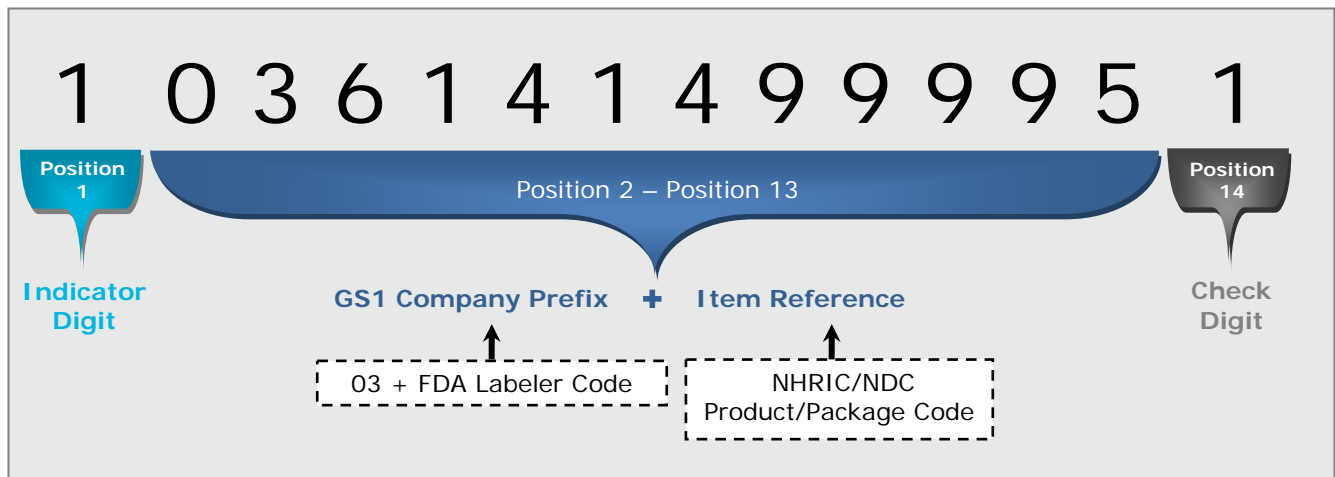 1 0 3 6 1 4 1 4 9 9 9 9 5 1
Position
1
Position 2 – Position 13
Position
14
Indicator
Digit
GS1 Company Prefix + Item Reference
Check
Digit
03 + FDA Labeler Code
NHRIC/NDC
Product/Package Code